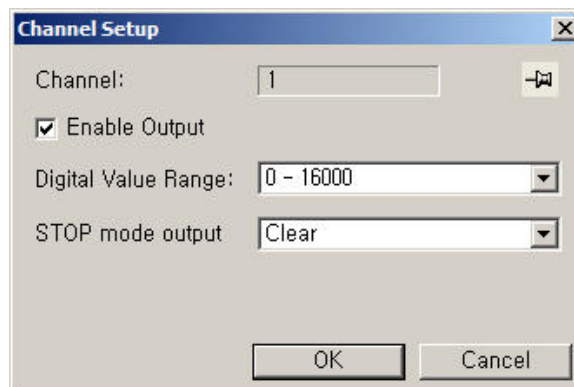 Channel Setup
Channel: 1
Enable Output
Digital Value Range: 0 - 16000
STOP mode output Clear
OK Cancel